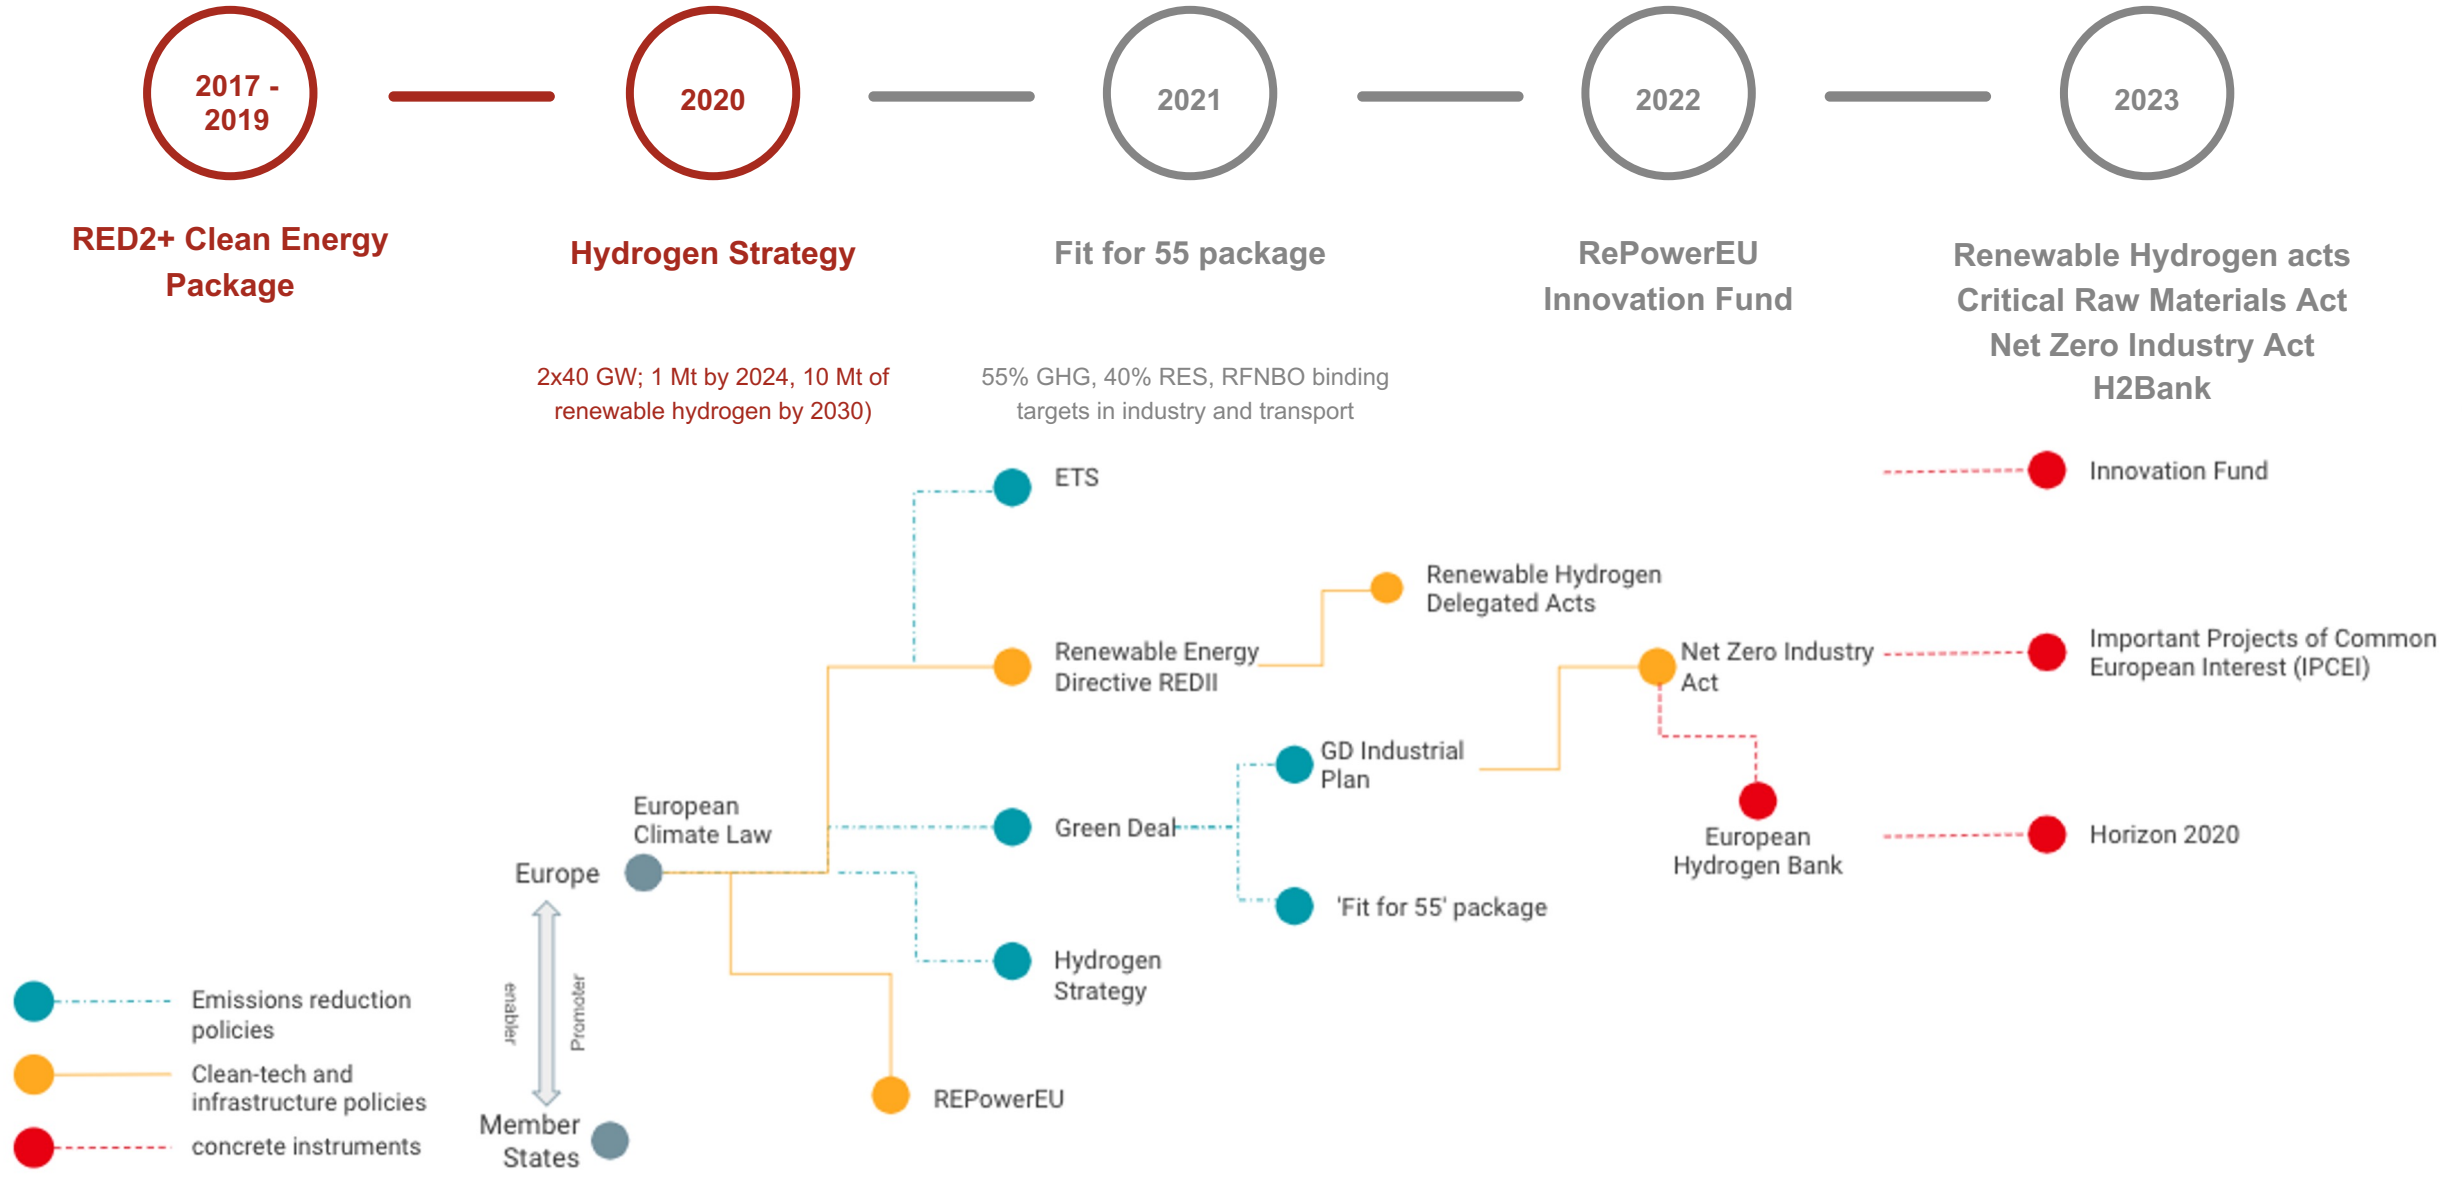 2017 -
2019
2020
2021
2022
2023
RED2+ Clean Energy
Package
Hydrogen Strategy
Fit for 55 package
RePowerEU
Innovation Fund
Renewable Hydrogen acts
Critical Raw Materials Act
Net Zero Industry Act
H2Bank
2x40 GW; 1 Mt by 2024, 10 Mt of
renewable hydrogen by 2030)
55% GHG, 40% RES, RFNBO binding
targets in industry and transport
ETS
Innovation Fund
Renewable Hydrogen
Delegated Acts
Renewable Energy
Directive REDII
Net Zero Industry
Act
Important Projects of Common
European Interest (IPCEI)
GD Industrial
Plan
European
Climate Law
Green Deal
European
Hydrogen Bank
Horizon 2020
Europe
'Fit for 55' package
Hydrogen
Strategy
enabler
Promoter
Emissions reduction
policies
Clean-tech and
infrastructure policies
concrete instruments
REPowerEU
Member
States